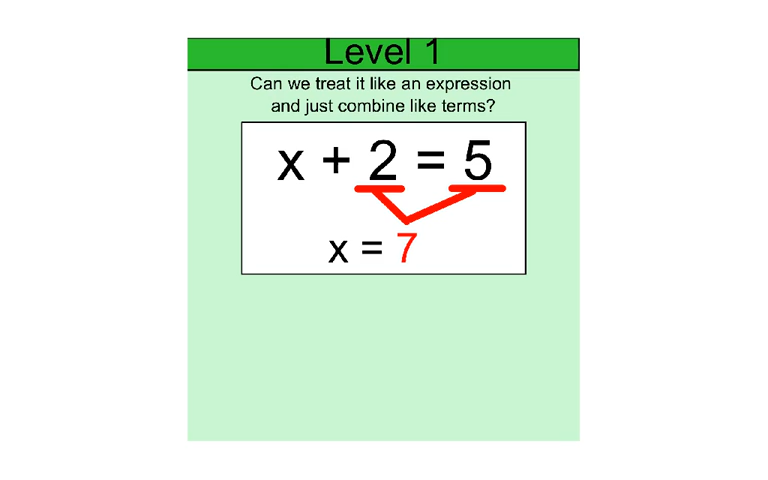 Level 1
Can we treat it like an expression
and just combine like terms?
x + 2 = 5
x = 7